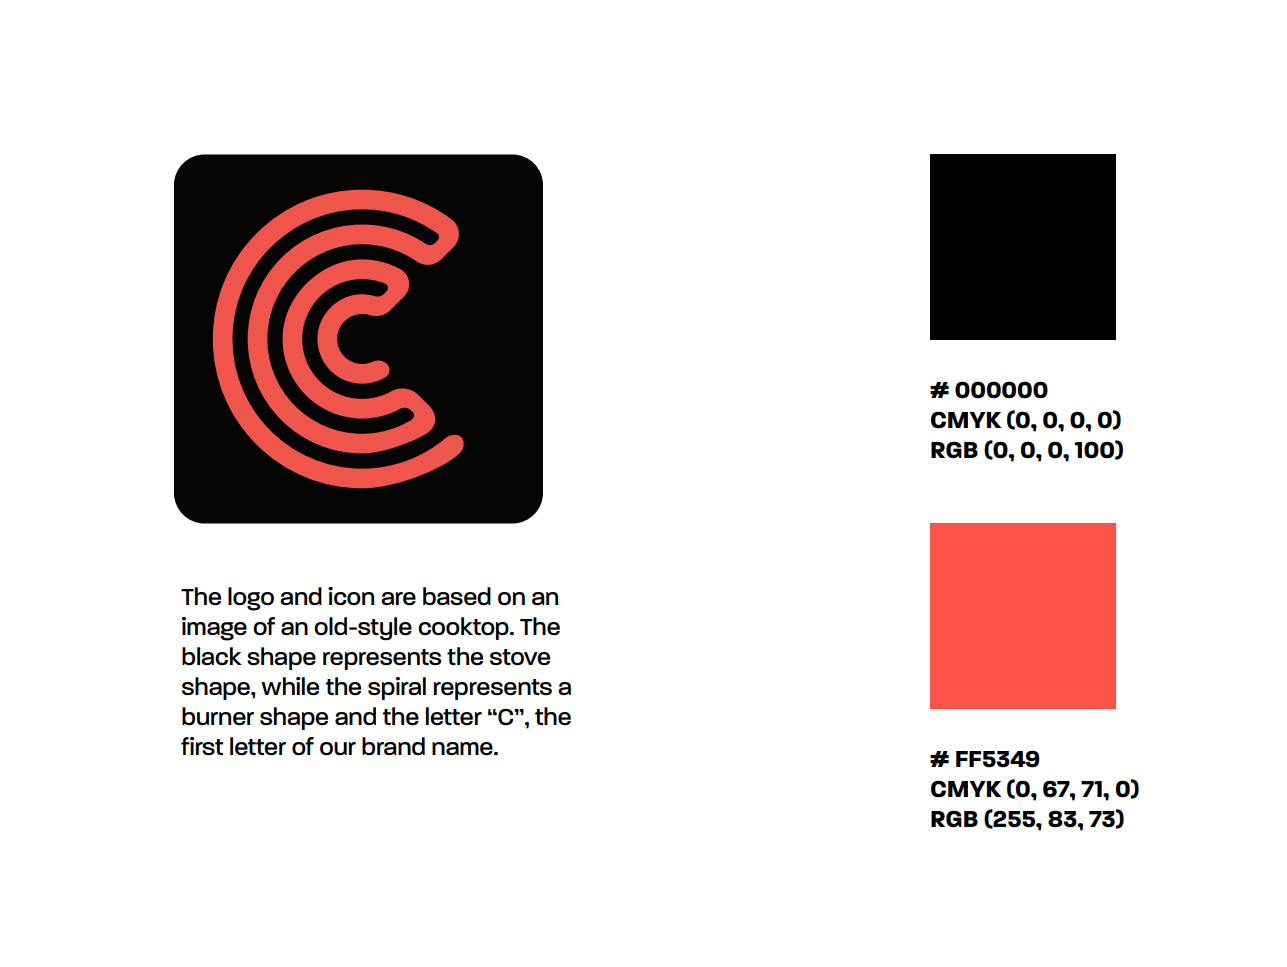 The logo and icon are based on an
image of an old-style cooktop. The
black shape represents the stove
shape, while the spiral represents a
burner shape and the letter “C”, the
first letter of our brand name.
# 000000
CMYK (0, 0, 0, 0)
RGB (0, 0, 0, 100)
# FF5349
CMYK (0, 67, 71, 0)
RGB (255, 83, 73)